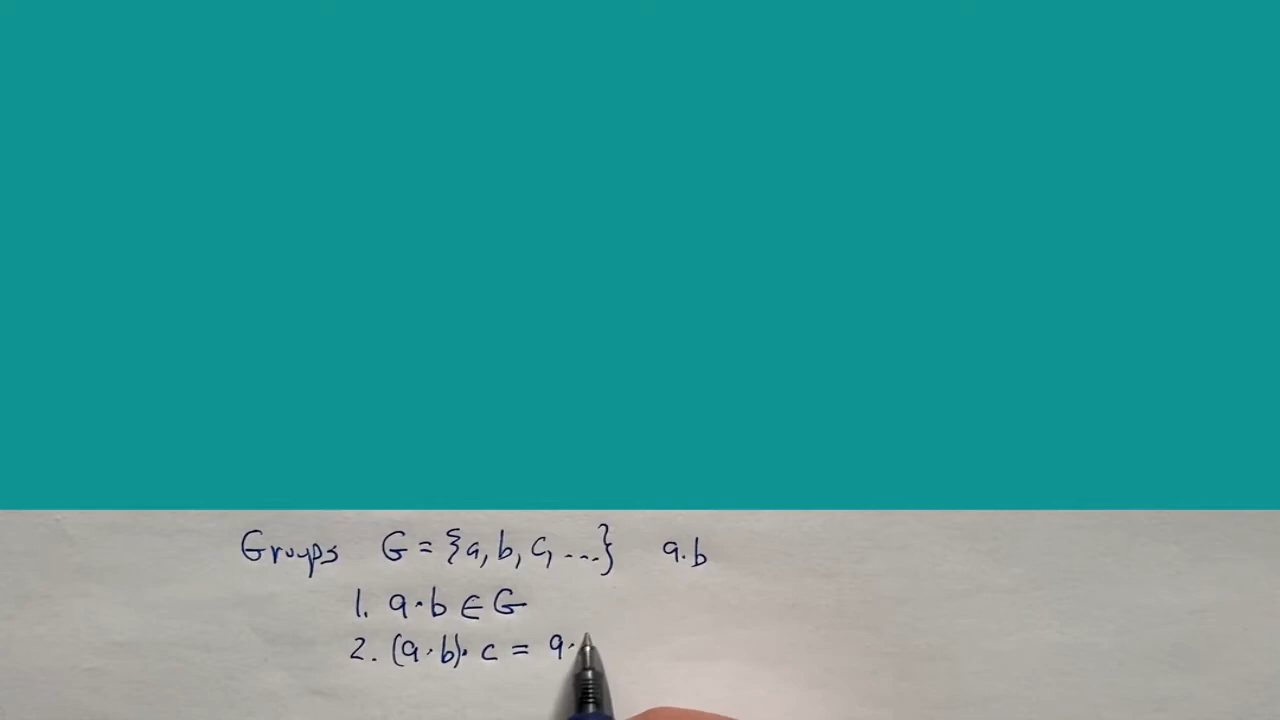 Groups G = {a, b, c, ...} a.b
1. a·b ∈ G
2. (a·b)·c = a·